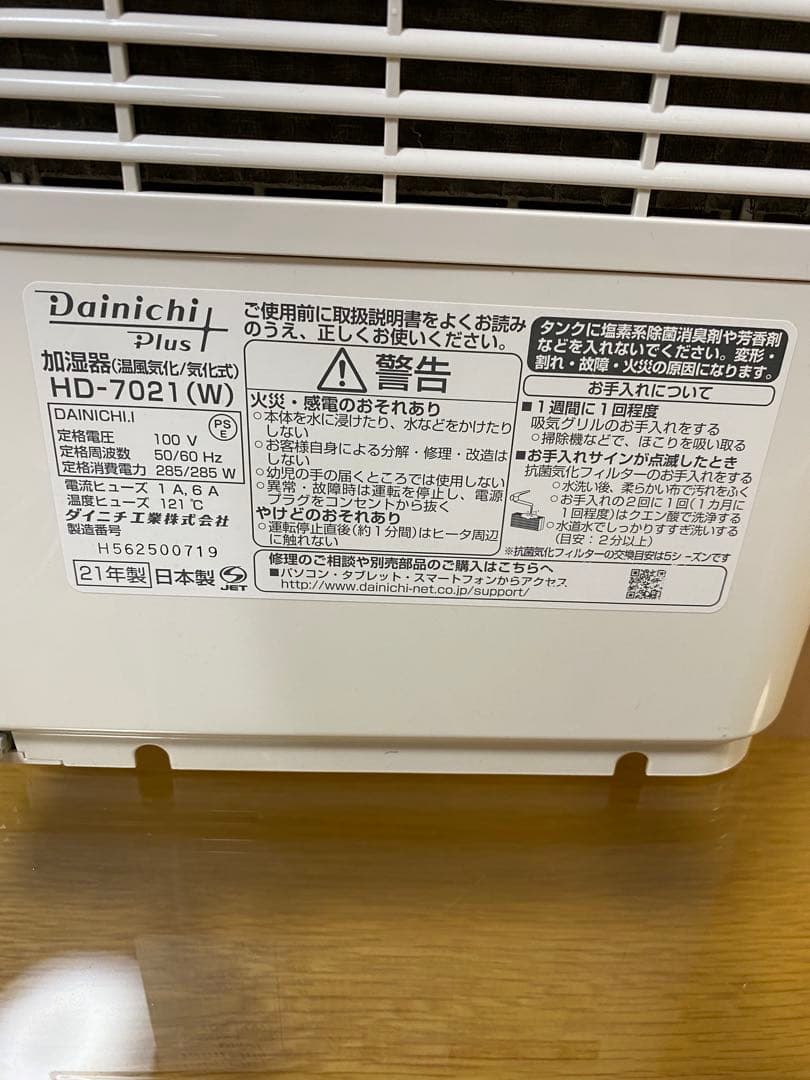 Dainichi
Plus
加湿器(温風気化/気化式)
HD-7021(W)
DAINICHI.I
PS
E
定格電圧 100 V
定格周波数 50/60 Hz
定格消費電力 285/285 W
電流ヒューズ 1 A, 6 A
温度ヒューズ 121℃
ダイニチ工業株式会社
製造番号
H562500719
21年製 日本製
JET
ご使用前に取扱説明書をよくお読み
のうえ、正しくお使いください。
警告
火災・感電のおそれあり
○本体を水に浸けたり、水などをかけたり
しない
○お客様自身による分解・修理・改造は
しない
○幼児の手の届くところでは使用しない
○異常・故障時は運転を停止し、電源
プラグをコンセントから抜く
やけどのおそれあり
○運転停止直後(約1分間)はヒータ周辺
に触れない
タンクに塩素系除菌消臭剤や芳香剤
などを入れないでください。変形・
割れ・故障・火災の原因になります。
お手入れについて
■1週間に1回程度
吸気グリルのお手入れをする
○掃除機などで、ほこりを吸い取る
■お手入れサインが点滅したとき
抗菌気化フィルターのお手入れをする
○水洗い後、柔らかい布で汚れをふく
○お手入れの2回に1回(1カ月に
1回程度)はクエン酸で洗浄する
○水道水でしっかりすすぎ洗いする
(目安:2分以上)
※抗菌気化フィルターの交換目安は5シーズンです
修理のご相談や別売部品のご購入はこちらへ
■パソコン・タブレット・スマートフォンからアクセス
http://www.dainichi-net.co.jp/support/